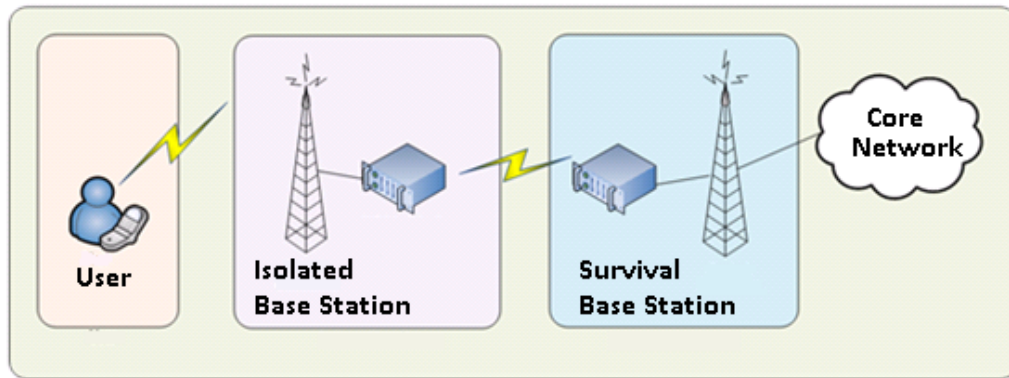 User
Isolated
Base Station
Survival
Base Station
Core
Network